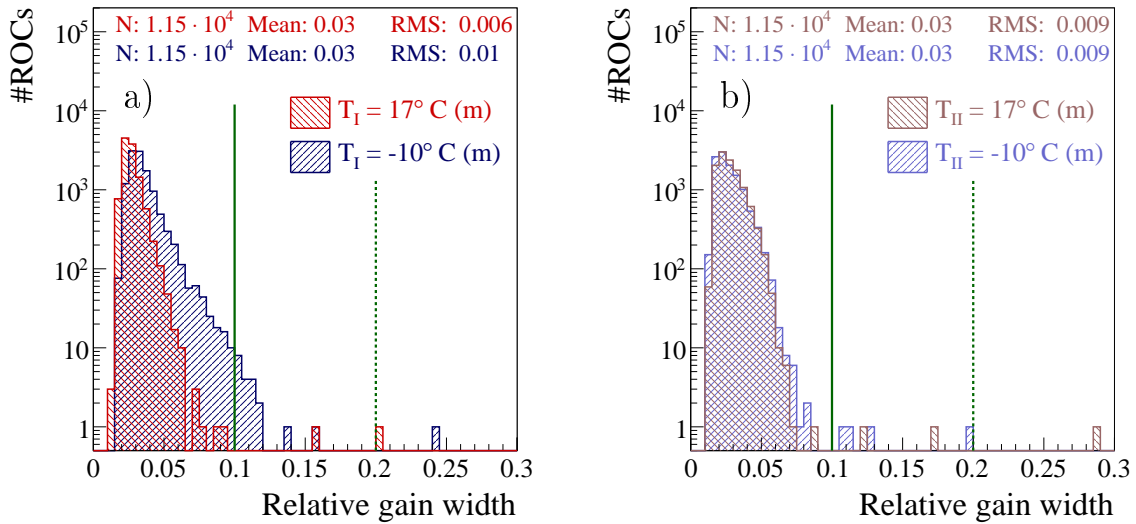 #ROCs
10^5
10^4
10^3
10^2
10
1
N: 1.15 · 10^4 Mean: 0.03 RMS: 0.006
N: 1.15 · 10^4 Mean: 0.03 RMS: 0.01
a)
T_I = 17° C (m)
T_I = -10° C (m)
0 0.05 0.1 0.15 0.2 0.25 0.3
Relative gain width
#ROCs
10^5
10^4
10^3
10^2
10
1
N: 1.15 · 10^4 Mean: 0.03 RMS: 0.009
N: 1.15 · 10^4 Mean: 0.03 RMS: 0.009
b)
T_II = 17° C (m)
T_II = -10° C (m)
0 0.05 0.1 0.15 0.2 0.25 0.3
Relative gain width